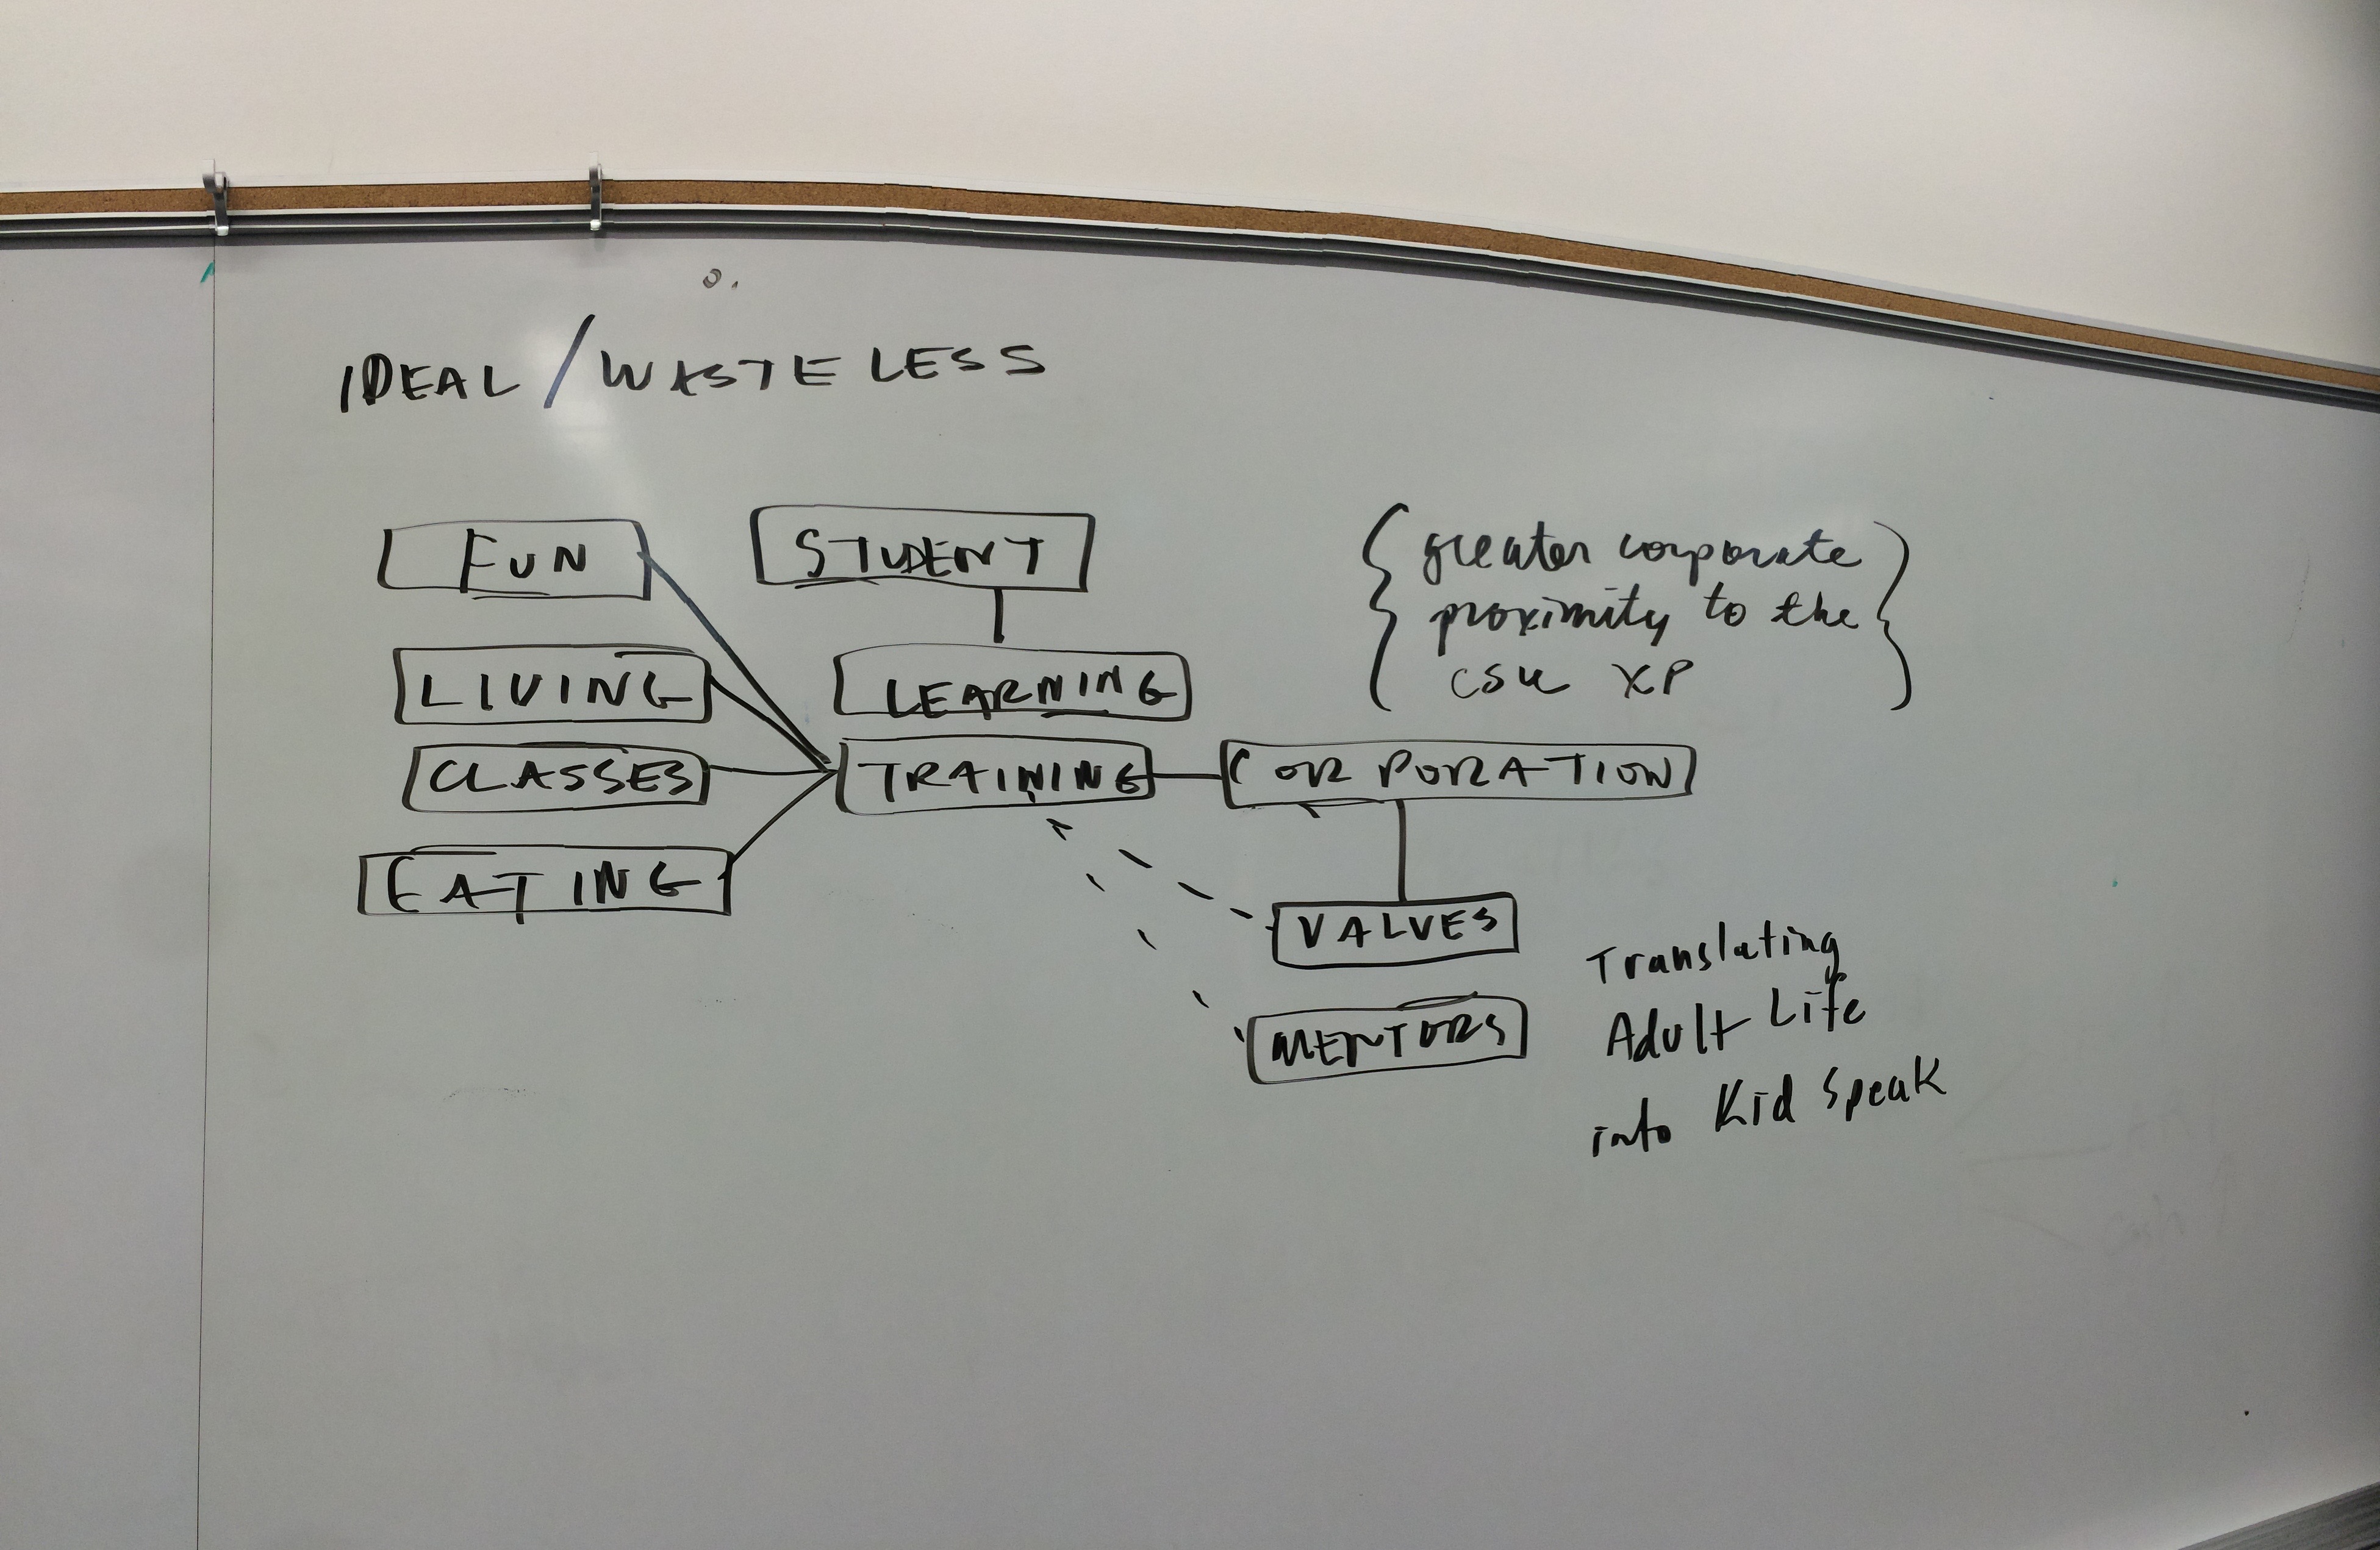 IDEAL / WASTELESS
FUN
STUDENT
{ greater corporate
proximity to the
CSU XP }
LIVING
LEARNING
CLASSES
TRAINING
CORPORATION
EATING
VALUES
MENTORS
Translating
Adult Life
into Kid Speak